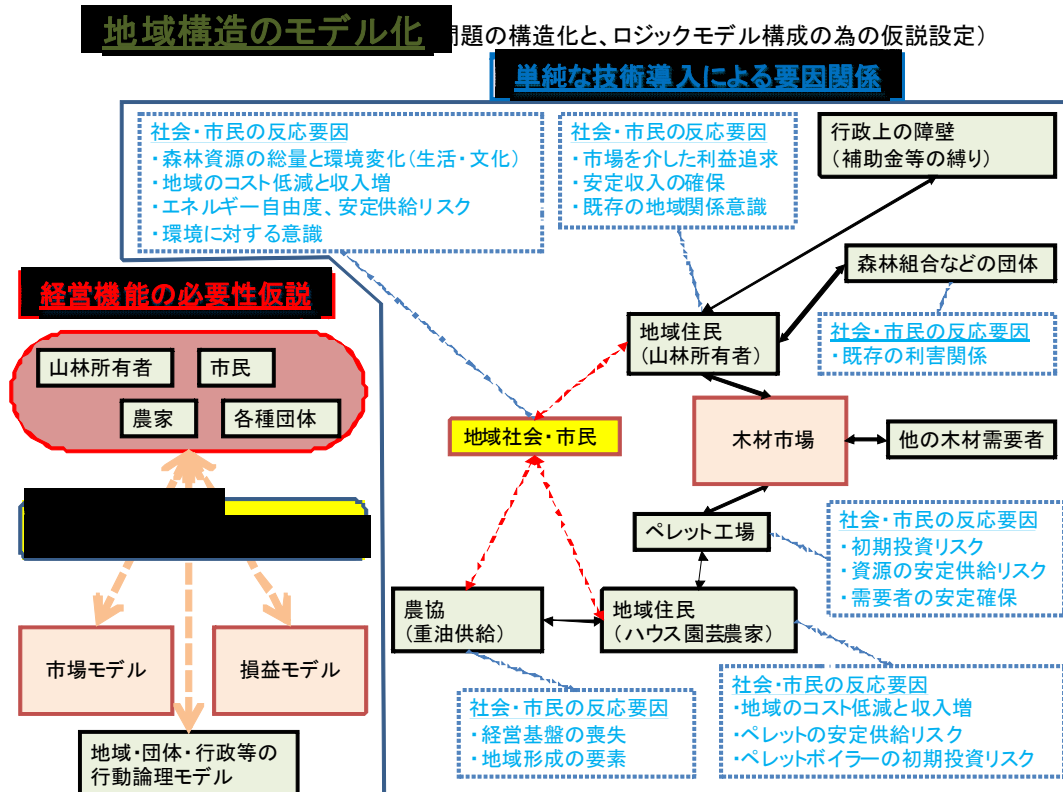 地域構造のモデル化
題の構造化と、ロジックモデル構成の為の仮説設定）
単純な技術導入による要因関係
社会・市民の反応要因
・森林資源の総量と環境変化（生活・文化）
・地域のコスト低減と収入増
・エネルギー自由度、安定供給リスク
・環境に対する意識
社会・市民の反応要因
・市場を介した利益追求
・安定収入の確保
・既存の地域関係意識
行政上の障壁
（補助金等の縛り）
森林組合などの団体
社会・市民の反応要因
・既存の利害関係
地域住民
（山林所有者）
経営機能の必要性仮説
山林所有者
市民
農家
各種団体
地域社会・市民
木材市場
他の木材需要者
ペレット工場
社会・市民の反応要因
・初期投資リスク
・資源の安定供給リスク
・需要者の安定確保
農協
（重油供給）
地域住民
（ハウス園芸農家）
市場モデル
損益モデル
社会・市民の反応要因
・経営基盤の喪失
・地域形成の要素
社会・市民の反応要因
・地域のコスト低減と収入増
・ペレットの安定供給リスク
・ペレットボイラーの初期投資リスク
地域・団体・行政等の
行動論理モデル